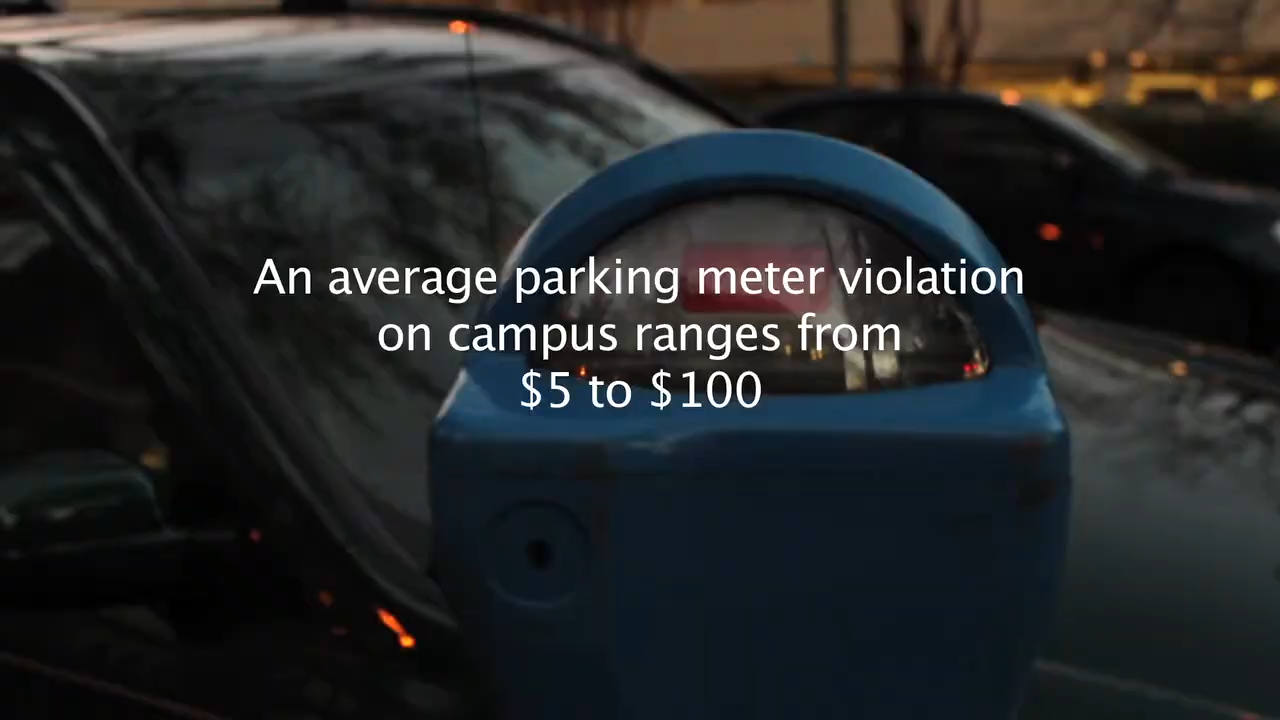 An average parking meter violation
on campus ranges from
$5 to $100